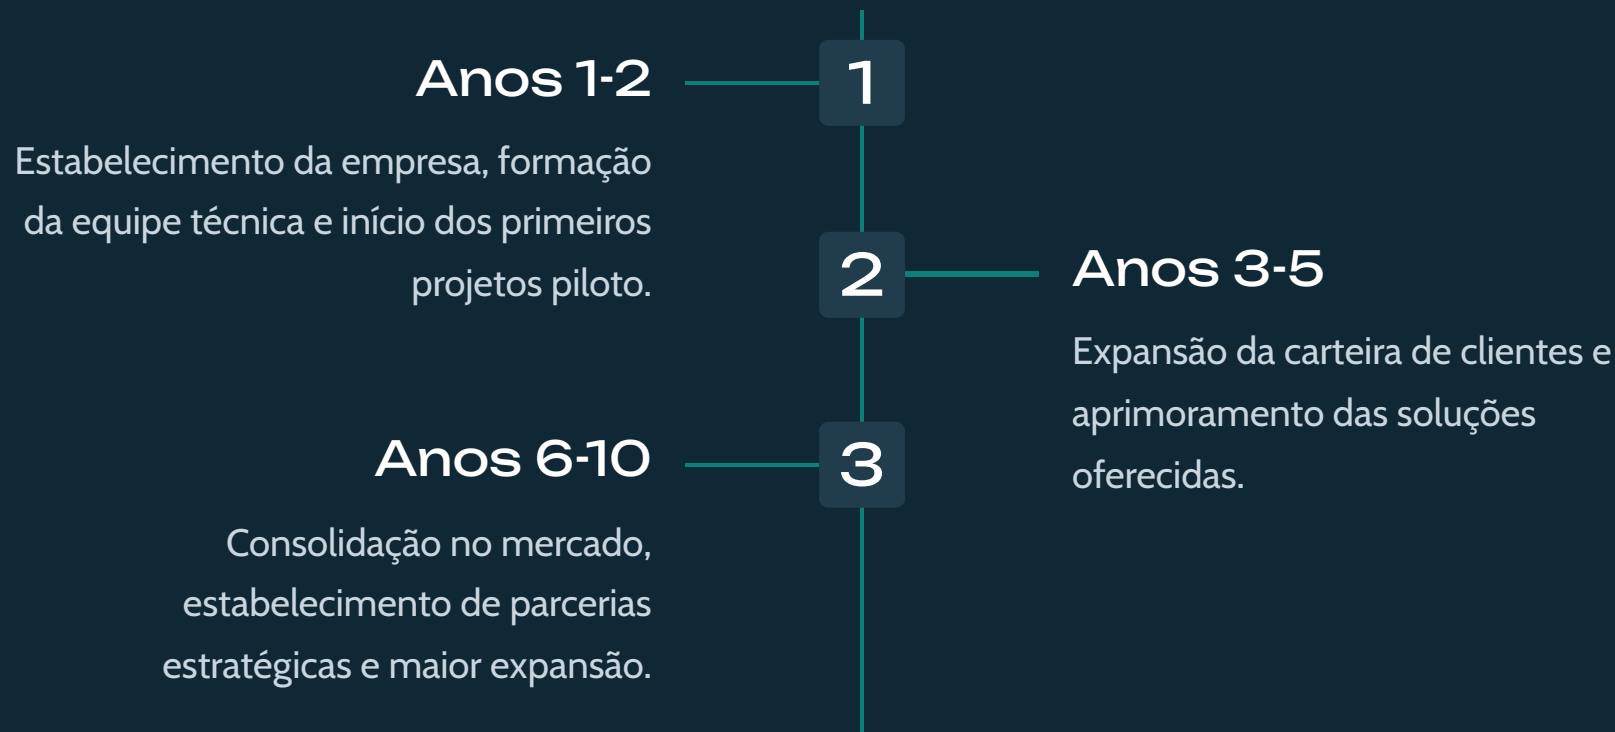 1
Anos 1-2
Estabelecimento da empresa, formação
da equipe técnica e início dos primeiros
projetos piloto.
2
Anos 3-5
Expansão da carteira de clientes e
aprimoramento das soluções
oferecidas.
3
Anos 6-10
Consolidação no mercado,
estabelecimento de parcerias
estratégicas e maior expansão.